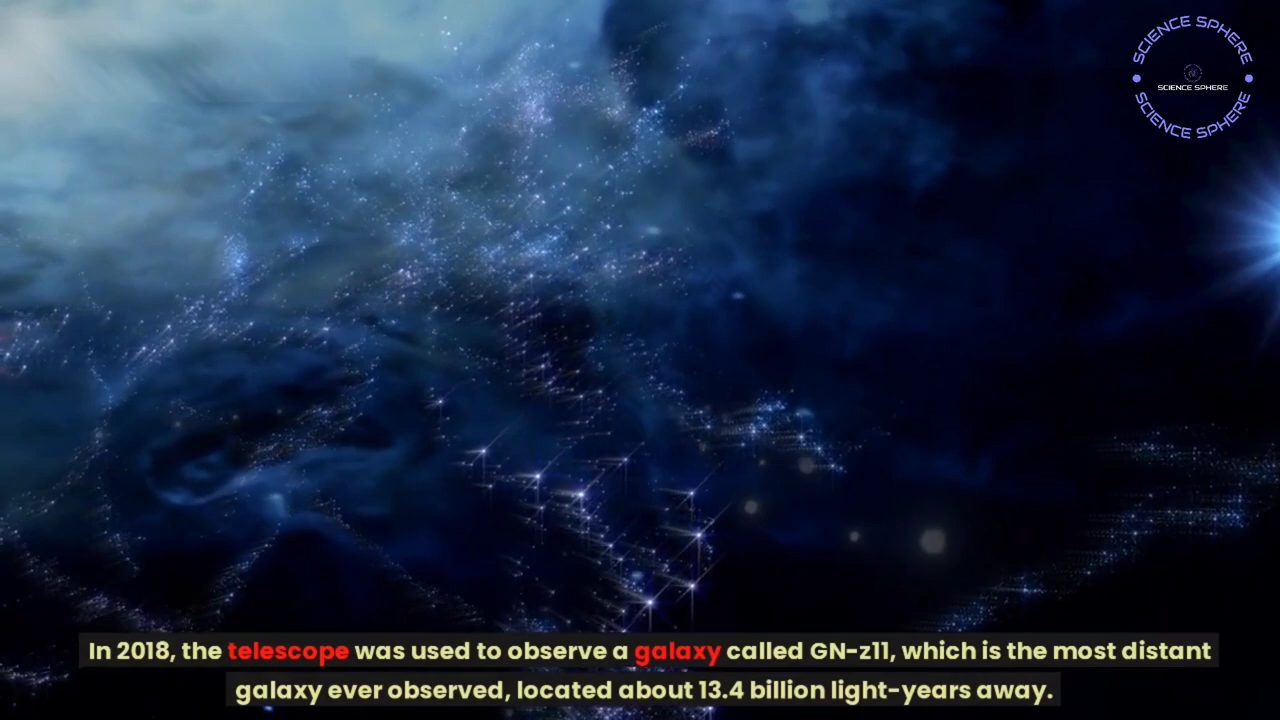 SCIENCE SPHERE
SCIENCE SPHERE
SCIENCE SPHERE
In 2018, the telescope was used to observe a galaxy called GN-z11, which is the most distant
galaxy ever observed, located about 13.4 billion light-years away.